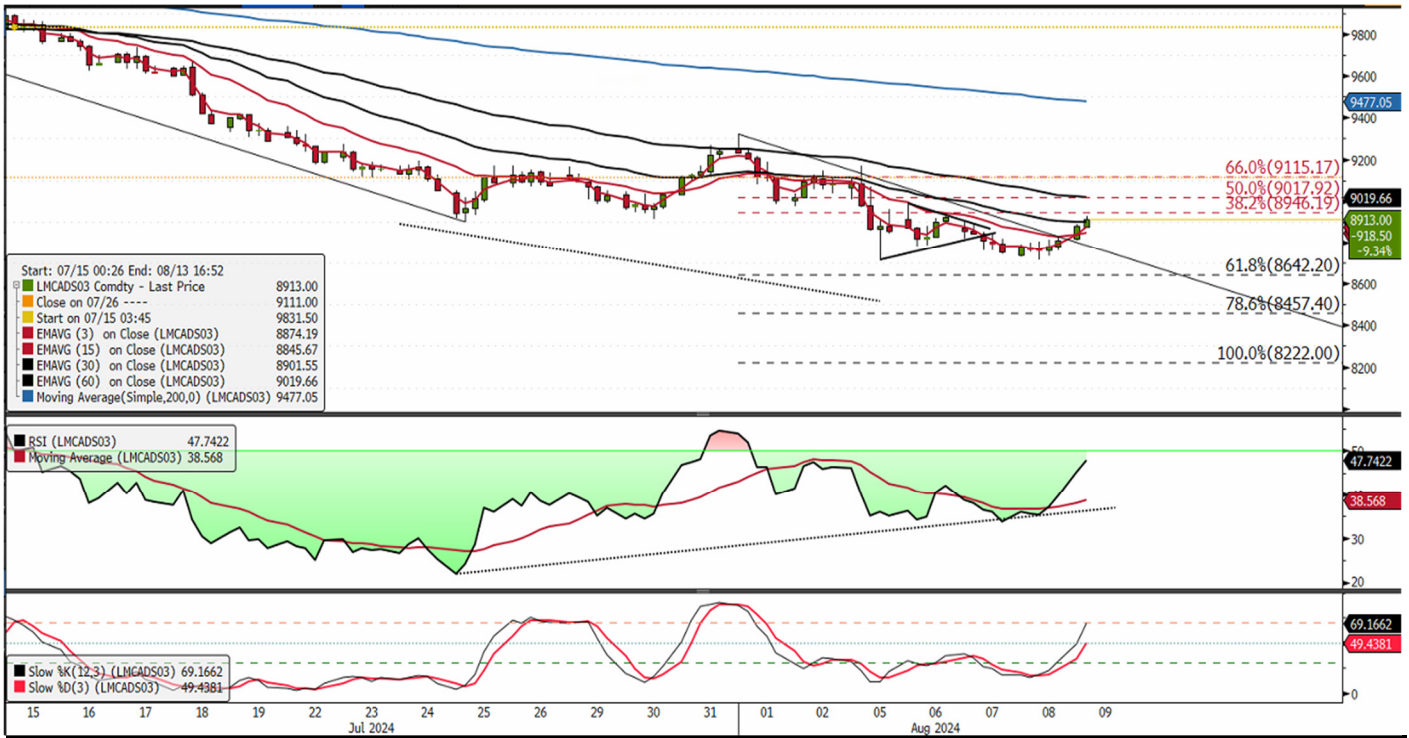 9800
9600
9477.05
9400
9200
66.0%(9115.17)
50.0%(9017.92)
9019.66
38.2%(8946.19)
8913.00
-918.50
-9.34%
61.8%(8642.20)
8600
78.6%(8457.40)
8400
100.0%(8222.00)
8200
Start: 07/15 00:26 End: 08/13 16:52
LMCADS03 Comdty - Last Price 8913.00
Close on 07/26 ---- 9111.00
Start on 07/15 03:45 9831.50
EMAVG (3) on Close (LMCADS03) 8874.19
EMAVG (15) on Close (LMCADS03) 8845.67
EMAVG (30) on Close (LMCADS03) 8901.55
EMAVG (60) on Close (LMCADS03) 9019.66
Moving Average(Simple,200,0) (LMCADS03) 9477.05
RSI (LMCADS03) 47.7422
Moving Average (LMCADS03) 38.568
47.7422
38.568
30
20
Slow %K(12,3) (LMCADS03) 69.1662
Slow %D(3) (LMCADS03) 49.4381
69.1662
49.4381
0
15 16 17 18 19 22 23 24 25 26 29 30 31 01 02 05 06 07 08 09
Jul 2024 Aug 2024